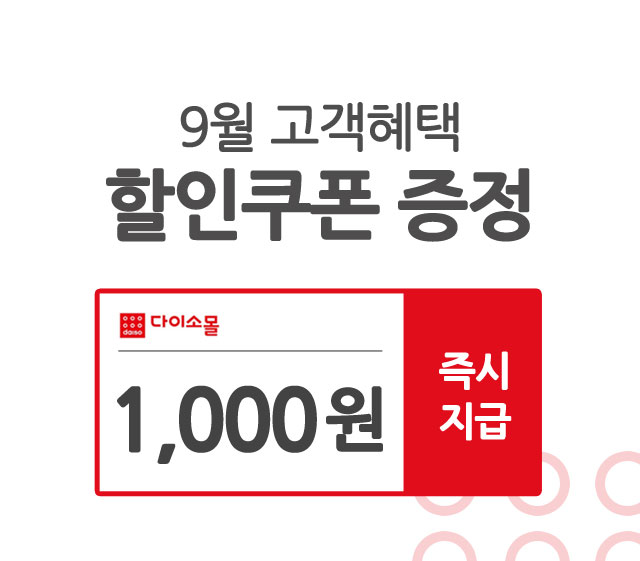 9월 고객혜택
할인쿠폰 증정
daiso 다이소몰
1,000원
즉시
지급